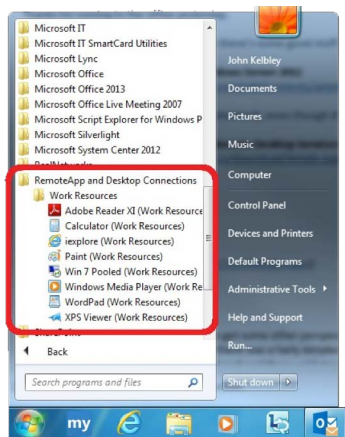 Microsoft IT
Microsoft IT SmartCard Utilities
Microsoft Lync
Microsoft Office
Microsoft Office 2013
Microsoft Office Live Meeting 2007
Microsoft Script Explorer for Windows P
Microsoft Silverlight
Microsoft System Center 2012
RealNetworks
RemoteApp and Desktop Connections
Work Resources
Adobe Reader XI (Work Resource
Calculator (Work Resources)
iexplore (Work Resources)
Paint (Work Resources)
Win 7 Pooled (Work Resources)
Windows Media Player (Work Re
WordPad (Work Resources)
XPS Viewer (Work Resources)
SharePoint
Back
Search programs and files
John Kelbley
Documents
Pictures
Music
Computer
Control Panel
Devices and Printers
Default Programs
Administrative Tools
Help and Support
Run...
Shut down
my